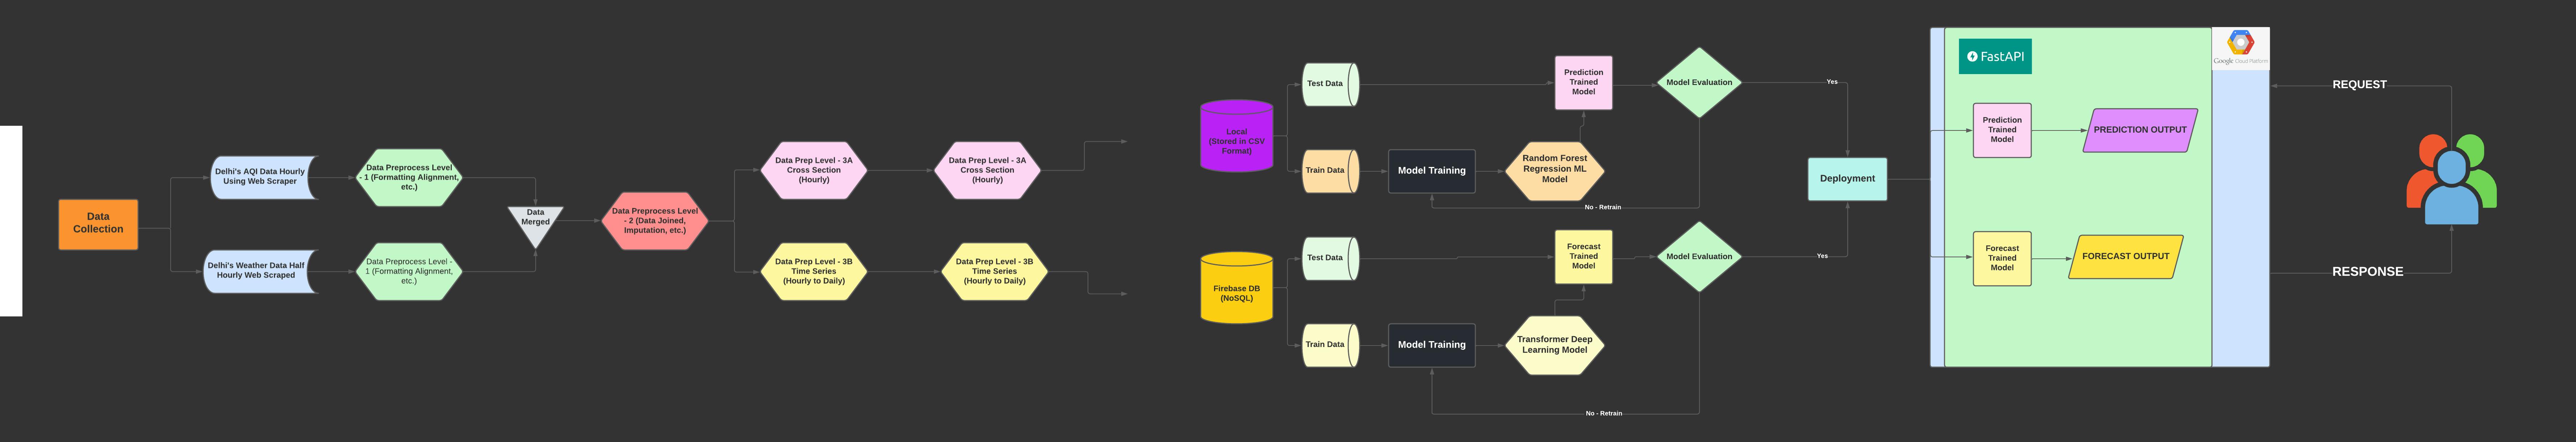 Data
Collection
Delhi's AQI Data Hourly
Using Web Scraper
Delhi's Weather Data Half
Hourly Web Scraped
Data Preprocess Level
- 1 (Formatting Alignment,
etc.)
Data Preprocess Level -
1 (Formatting Alignment,
etc.)
Data
Merged
Data Preprocess Level
- 2 (Data Joined,
Imputation, etc.)
Data Prep Level - 3A
Cross Section
(Hourly)
Data Prep Level - 3A
Cross Section
(Hourly)
Data Prep Level - 3B
Time Series
(Hourly to Daily)
Data Prep Level - 3B
Time Series
(Hourly to Daily)
Local
(Stored in CSV
Format)
Test Data
Train Data
Model Training
Random Forest
Regression ML
Model
Prediction
Trained
Model
Model Evaluation
Yes
No - Retrain
Firebase DB
(NoSQL)
Test Data
Train Data
Model Training
Transformer Deep
Learning Model
Forecast
Trained
Model
Model Evaluation
Yes
No - Retrain
Deployment
FastAPI
Google Cloud Platform
Prediction
Trained
Model
PREDICTION OUTPUT
Forecast
Trained
Model
FORECAST OUTPUT
REQUEST
RESPONSE